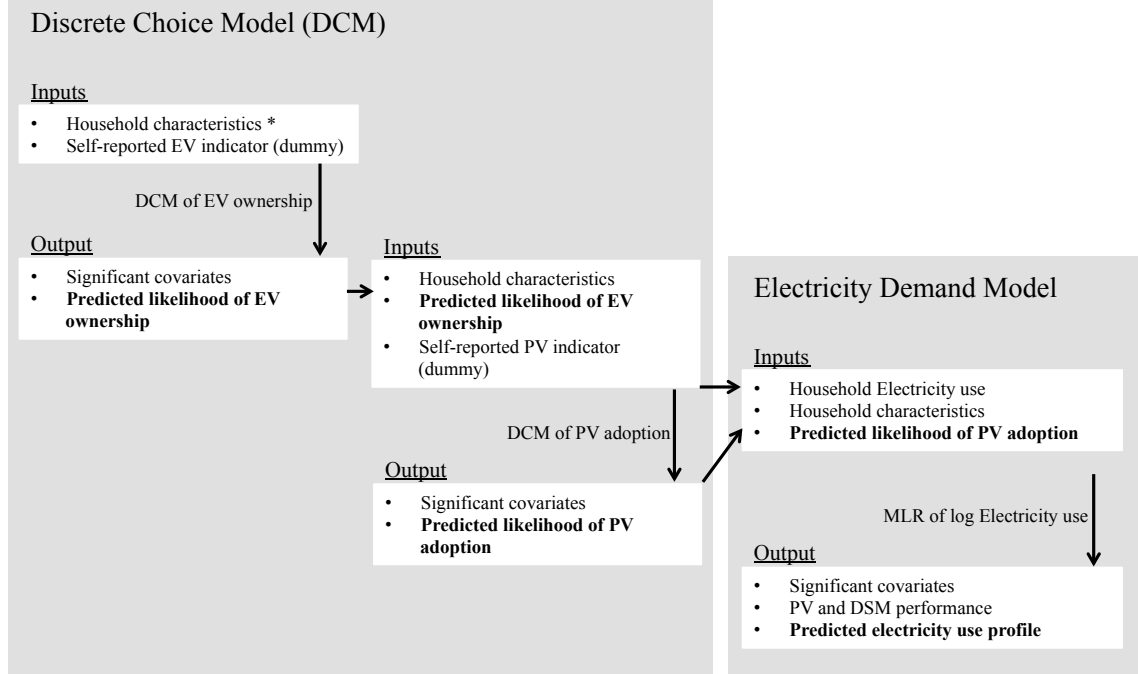 Discrete Choice Model (DCM)
Inputs
• Household characteristics *
• Self-reported EV indicator (dummy)
DCM of EV ownership
Output
• Significant covariates
• Predicted likelihood of EV
ownership
Inputs
• Household characteristics
• Predicted likelihood of EV
ownership
• Self-reported PV indicator
(dummy)
DCM of PV adoption
Output
• Significant covariates
• Predicted likelihood of PV
adoption
Electricity Demand Model
Inputs
• Household Electricity use
• Household characteristics
• Predicted likelihood of PV adoption
MLR of log Electricity use
Output
• Significant covariates
• PV and DSM performance
• Predicted electricity use profile